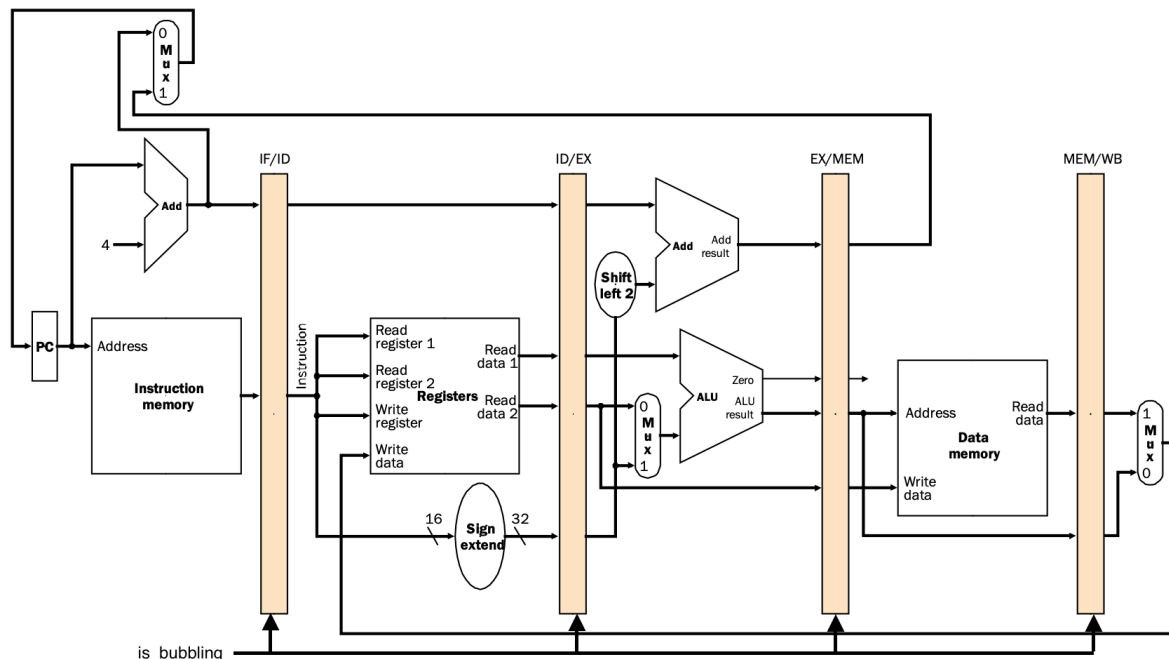 0
M
u
x
1
IF/ID
ID/EX
EX/MEM
MEM/WB
Add
4
Add
Add
result
Shift
left 2
PC
Address
Instruction
memory
Instruction
Read
register 1
Read
register 2
Write
register
Write
data
Registers
Read
data 1
Read
data 2
16
Sign
extend
32
0
M
u
x
1
Zero
ALU
ALU
result
Address
Read
data
Data
memory
Write
data
1
M
u
x
0
is bubbling